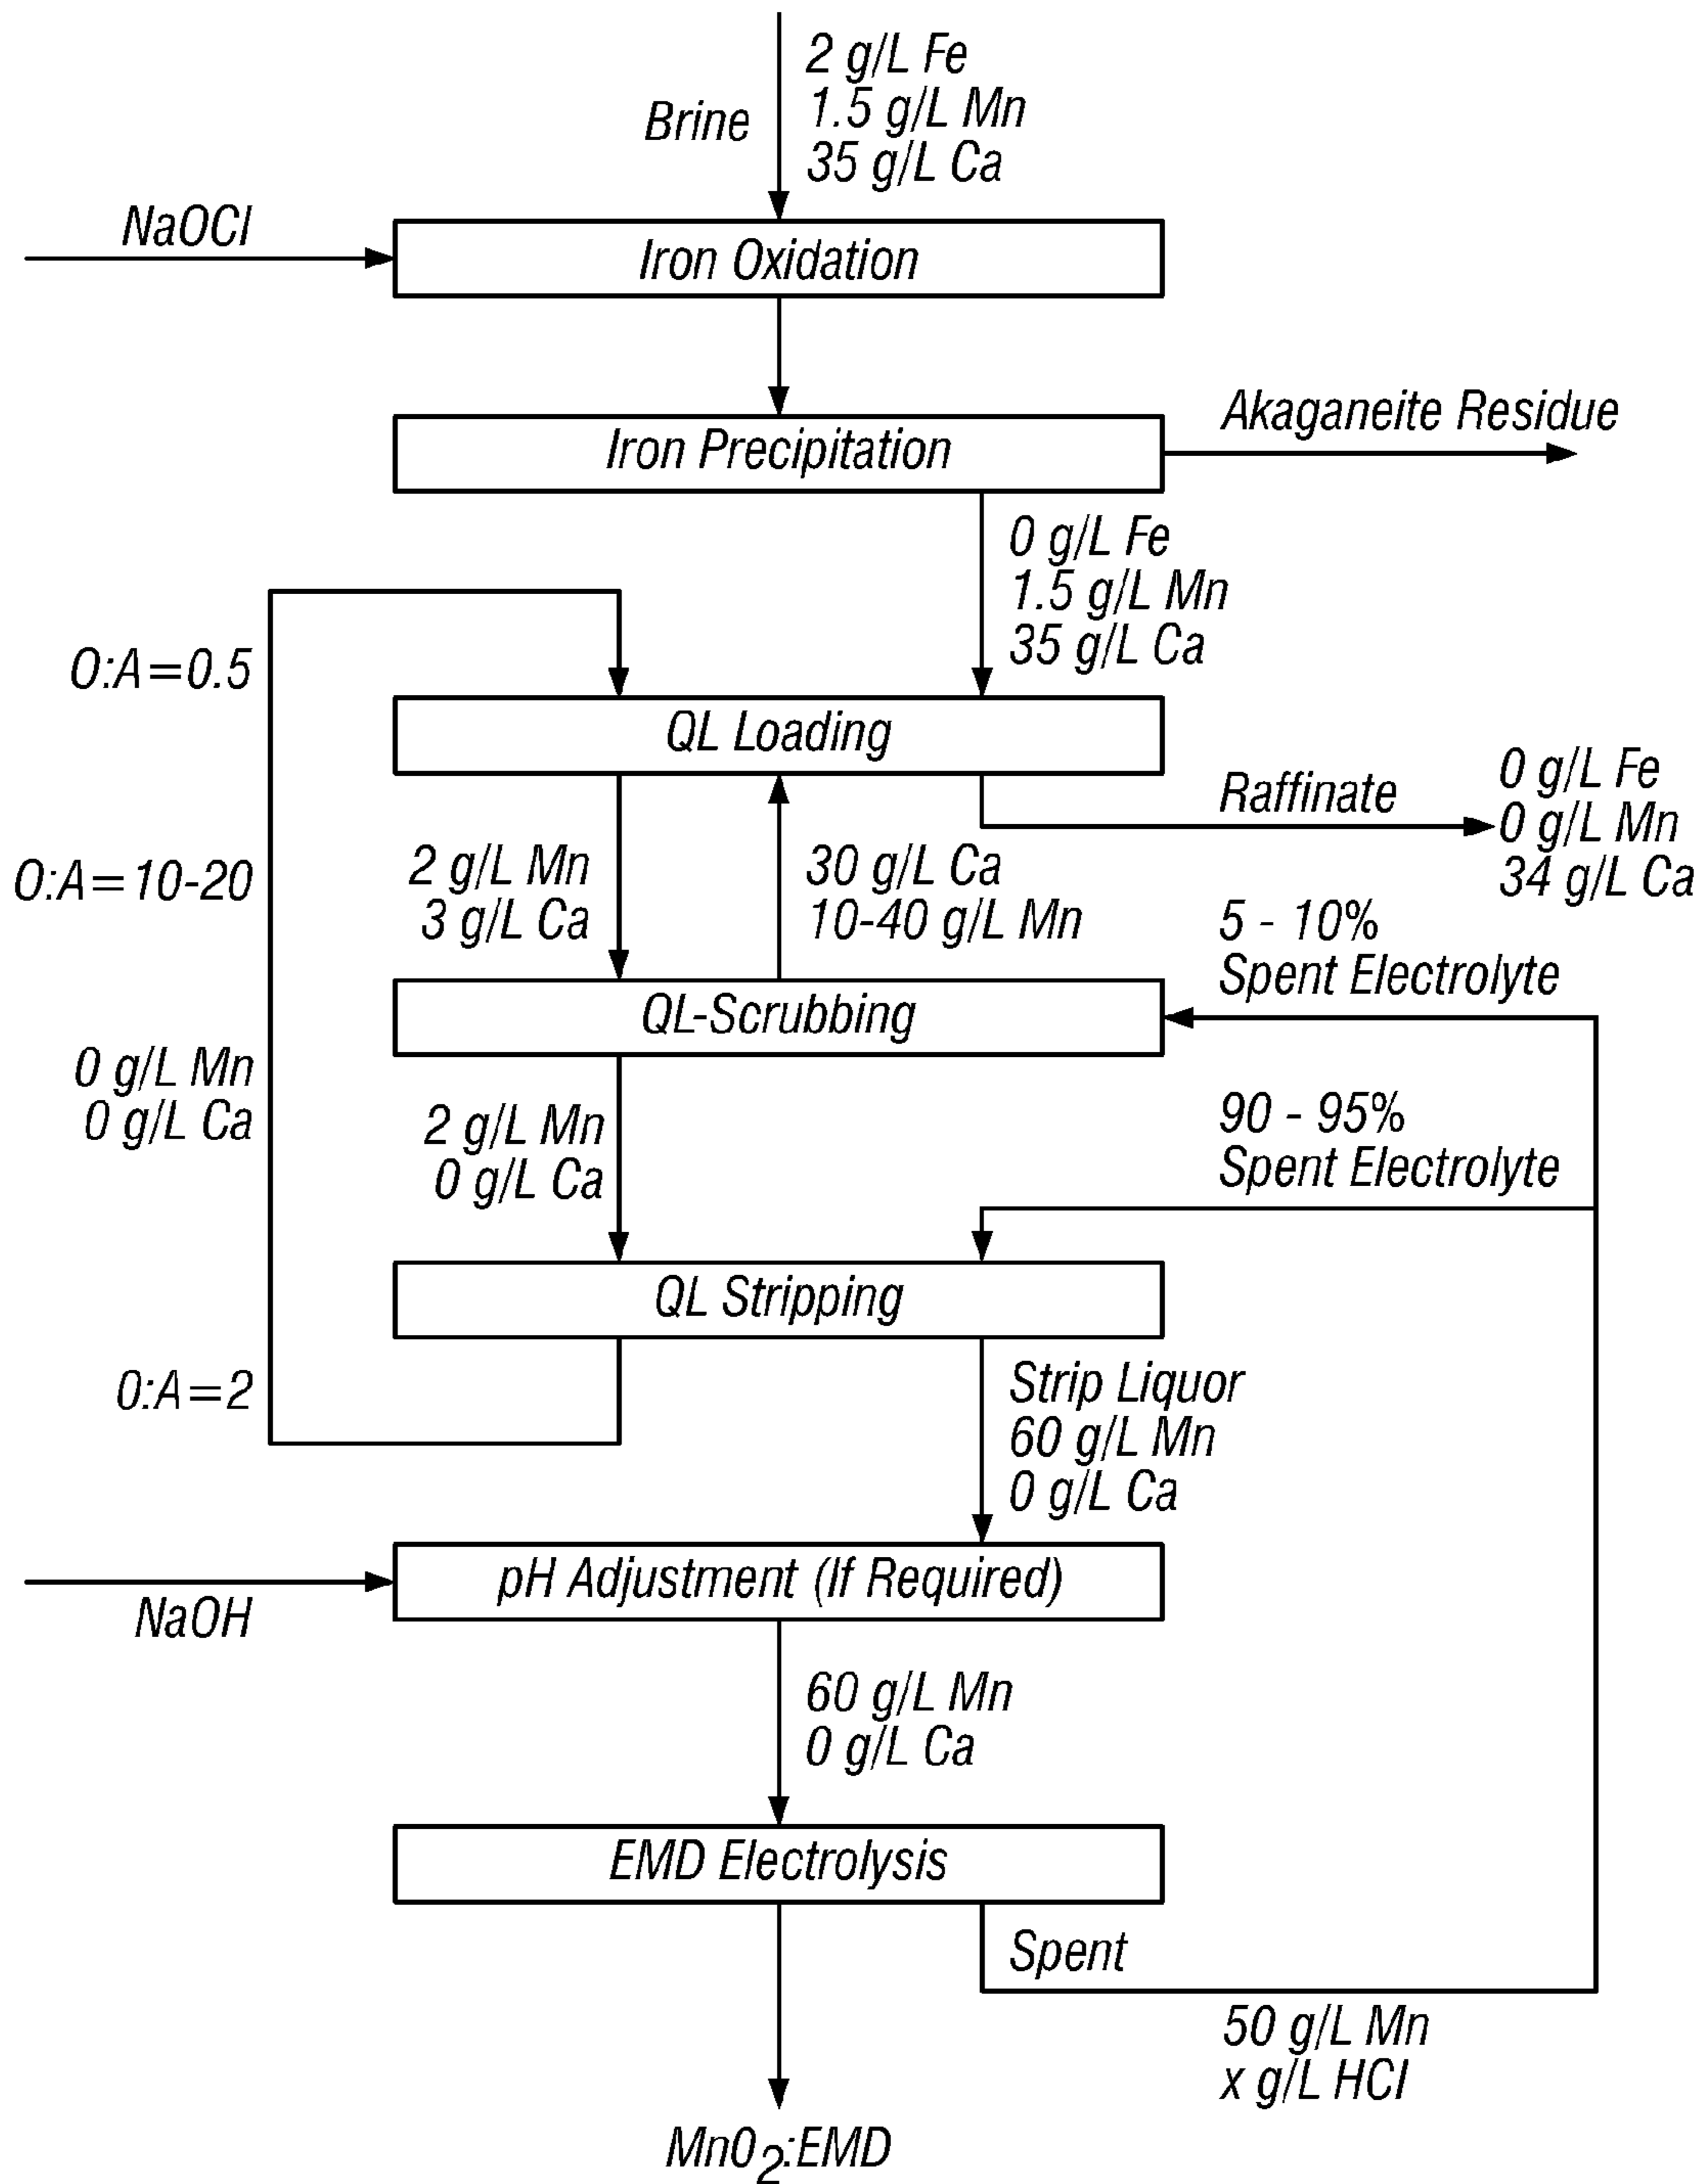 2 g/L Fe
1.5 g/L Mn
35 g/L Ca
Brine
NaOCl
Iron Oxidation
Akaganeite Residue
Iron Precipitation
0 g/L Fe
1.5 g/L Mn
35 g/L Ca
O:A=0.5
QL Loading
Raffinate
0 g/L Fe
0 g/L Mn
34 g/L Ca
O:A=10-20
2 g/L Mn
3 g/L Ca
30 g/L Ca
10-40 g/L Mn
5 - 10%
Spent Electrolyte
QL-Scrubbing
0 g/L Mn
0 g/L Ca
2 g/L Mn
0 g/L Ca
90 - 95%
Spent Electrolyte
QL Stripping
0:A=2
Strip Liquor
60 g/L Mn
0 g/L Ca
pH Adjustment (If Required)
NaOH
60 g/L Mn
0 g/L Ca
EMD Electrolysis
Spent
50 g/L Mn
x g/L HCl
MnO2:EMD